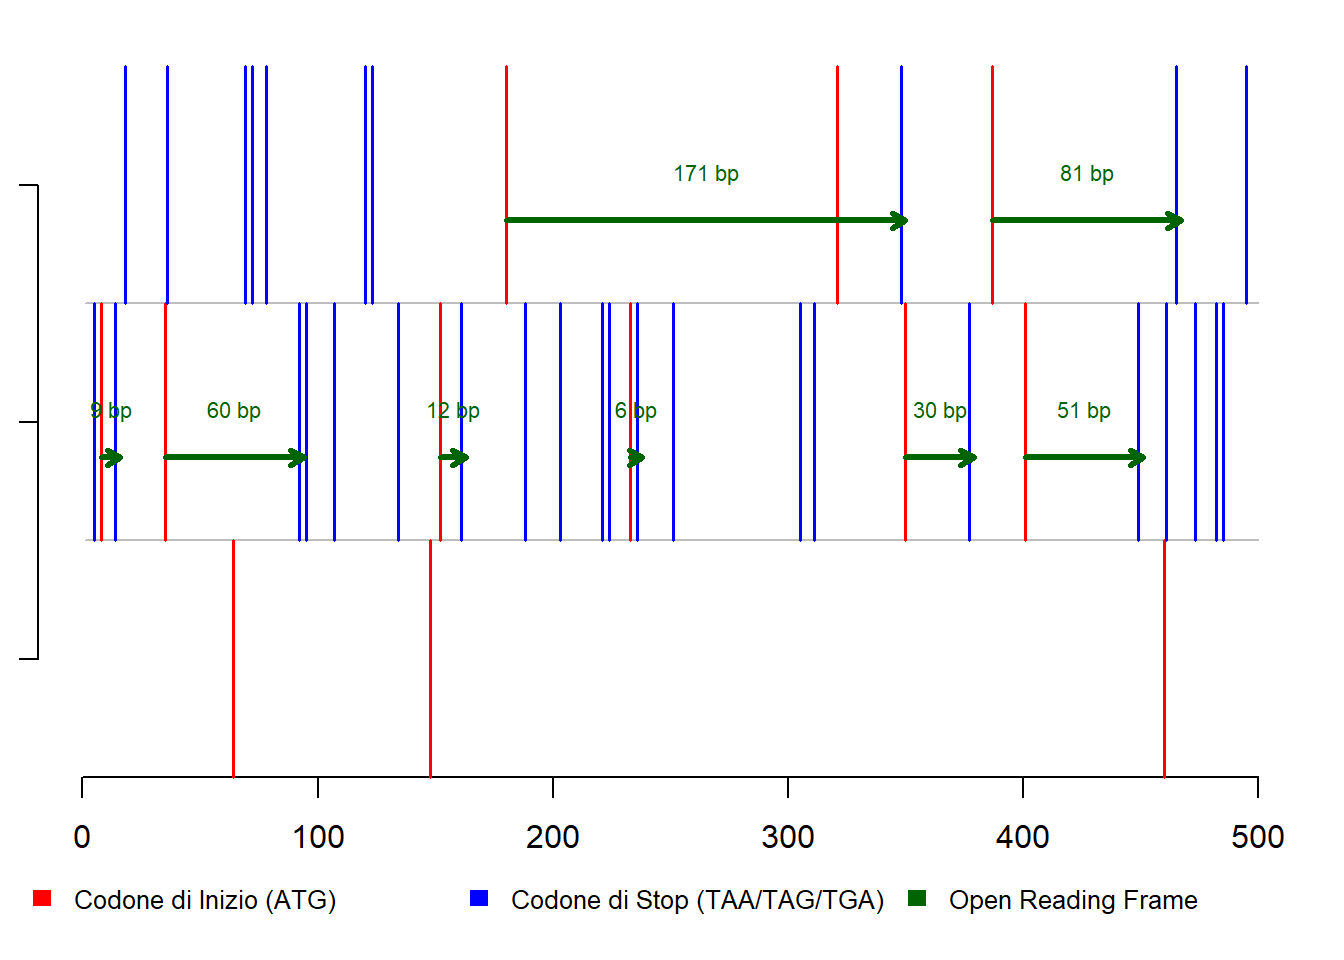 171 bp
81 bp
9 bp
60 bp
12 bp
6 bp
30 bp
51 bp
0
100
200
300
400
500
Codone di Inizio (ATG)
Codone di Stop (TAA/TAG/TGA)
Open Reading Frame